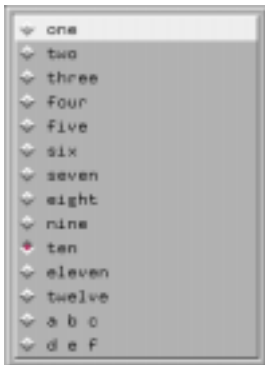 one
two
three
four
five
six
seven
eight
nine
ten
eleven
twelve
a b c
d e f